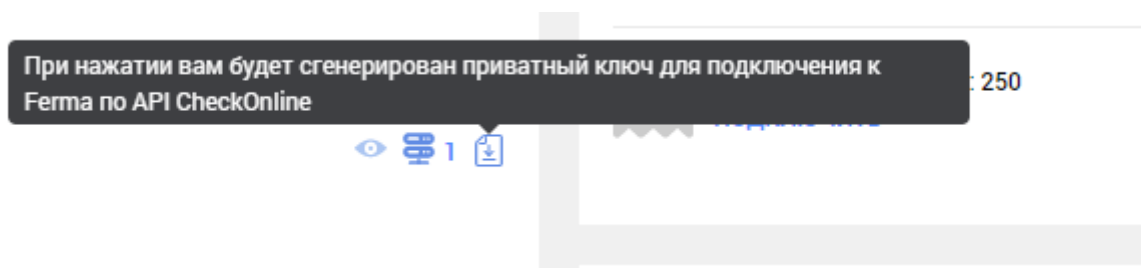 При нажатии вам будет сгенерирован приватный ключ для подключения к
Ferma по API CheckOnline
: 250
1